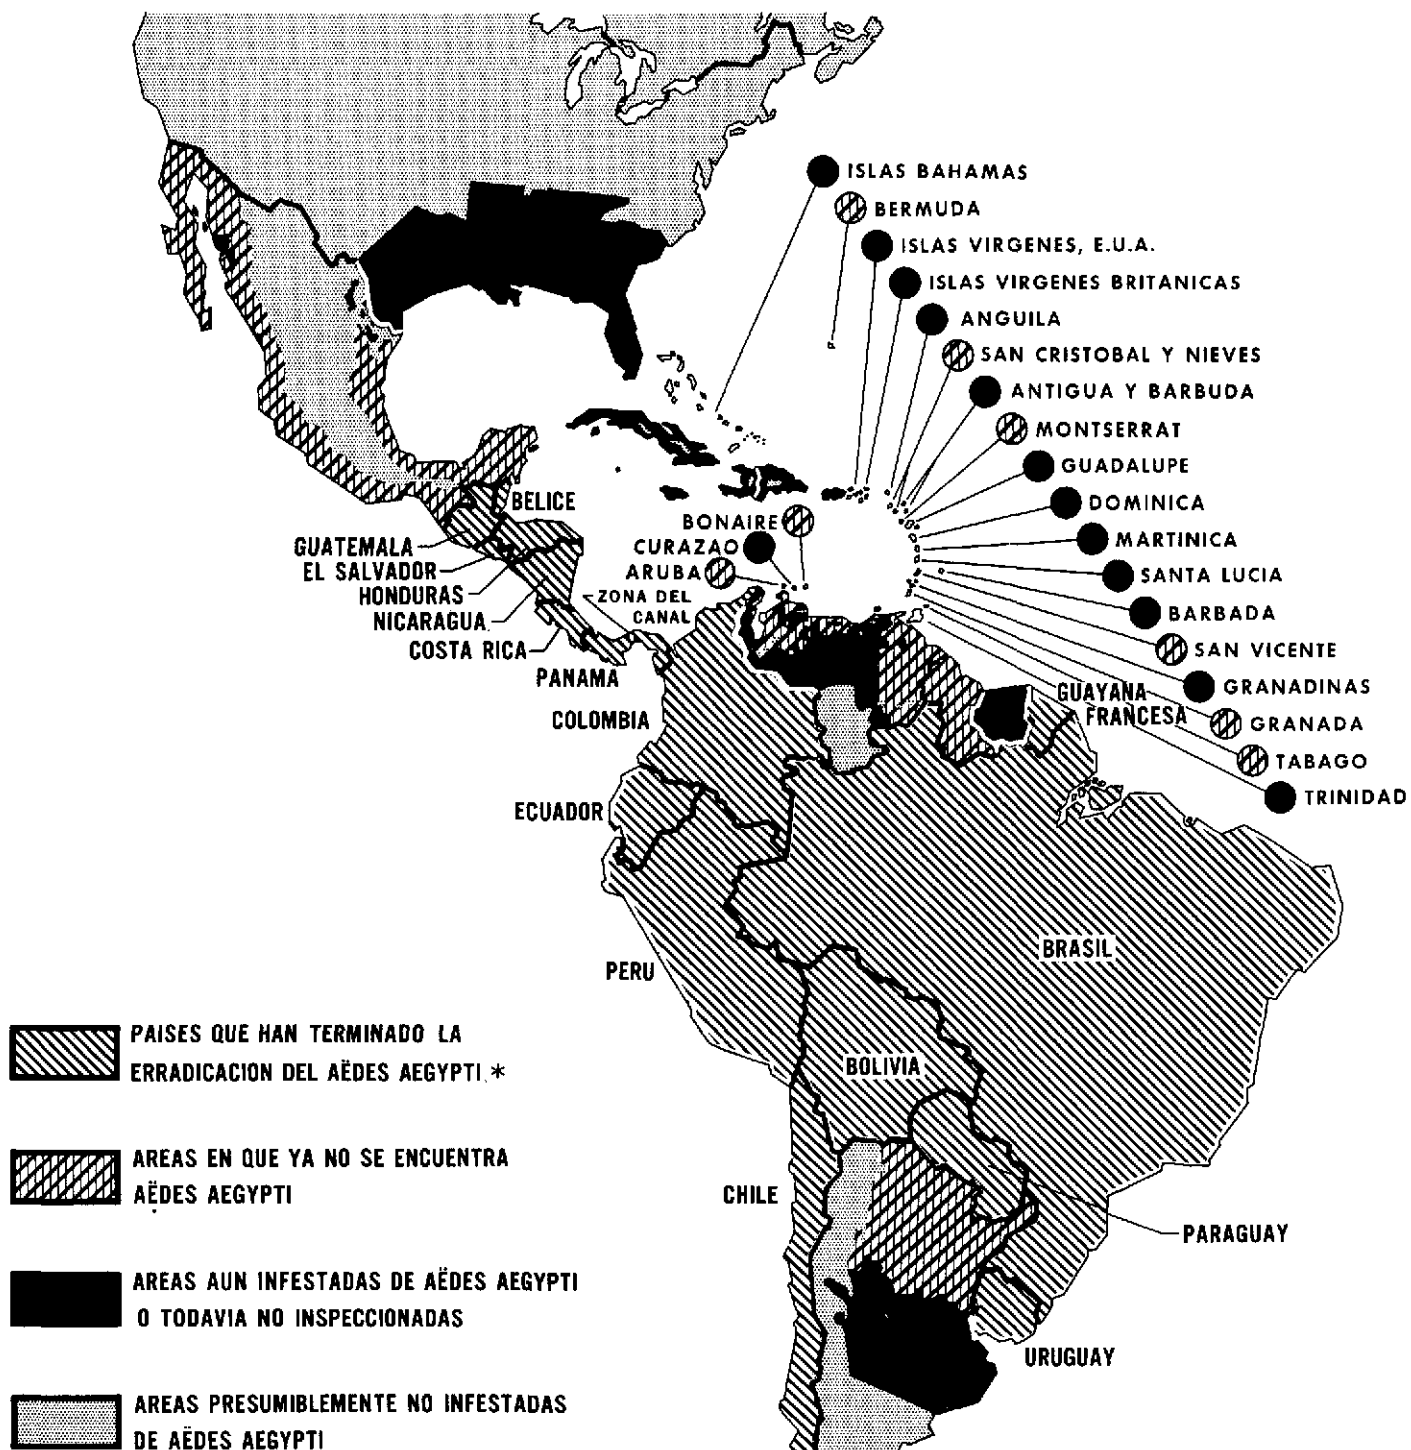 ISLAS BAHAMAS
BERMUDA
ISLAS VIRGENES, E.U.A.
ISLAS VIRGENES BRITANICAS
ANGUILA
SAN CRISTOBAL Y NIEVES
ANTIGUA Y BARBUDA
MONTSERRAT
GUADALUPE
DOMINICA
MARTINICA
SANTA LUCIA
BARBADA
SAN VICENTE
GRANADINAS
GRANADA
TABAGO
TRINIDAD
BONAIRE
CURAZAO
ARUBA
BELICE
GUATEMALA
EL SALVADOR
HONDURAS
NICARAGUA
COSTA RICA
ZONA DEL
CANAL
PANAMA
COLOMBIA
GUAYANA
FRANCESA
ECUADOR
PERU
BRASIL
BOLIVIA
CHILE
PARAGUAY
URUGUAY
PAISES QUE HAN TERMINADO LA
ERRADICACION DEL AËDES AEGYPTI *
AREAS EN QUE YA NO SE ENCUENTRA
AËDES AEGYPTI
AREAS AUN INFESTADAS DE AËDES AEGYPTI
O TODAVIA NO INSPECCIONADAS
AREAS PRESUMIBLEMENTE NO INFESTADAS
DE AËDES AEGYPTI